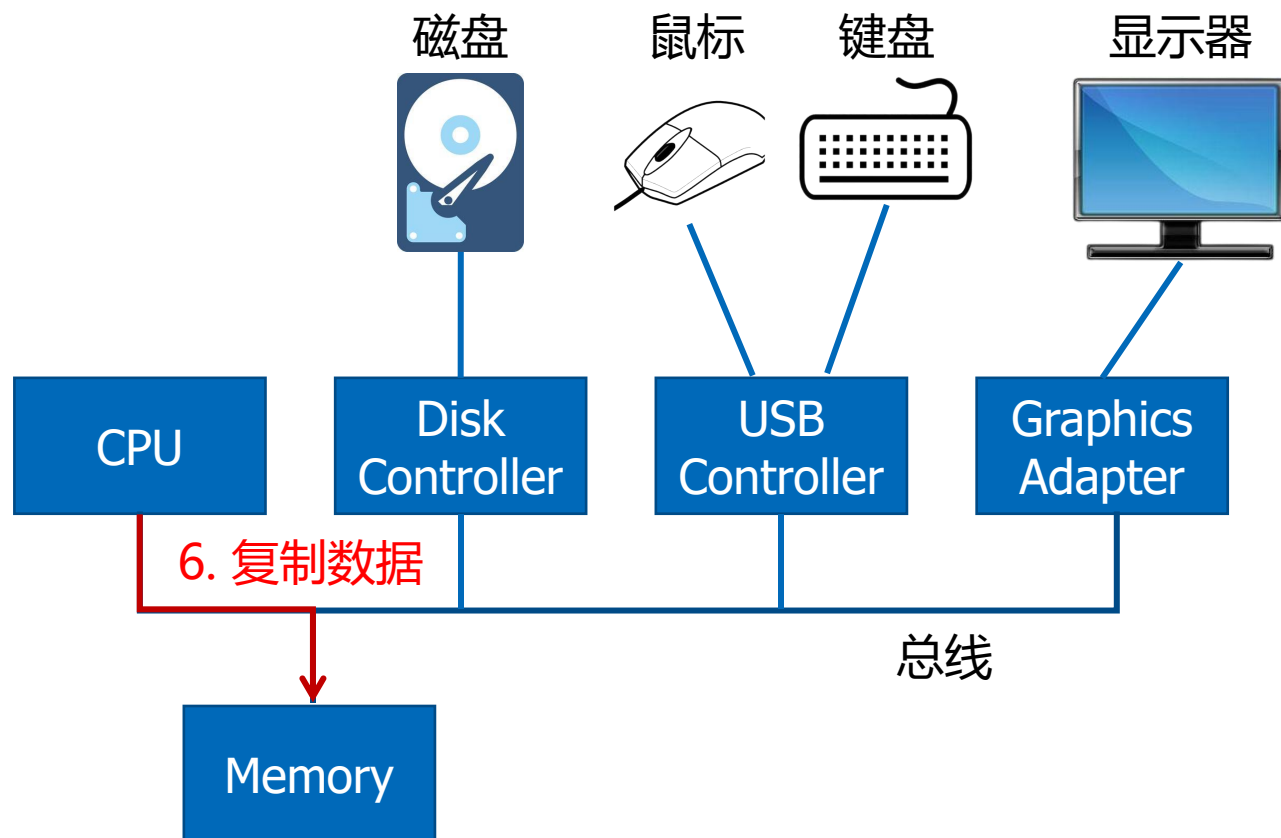 磁盘
鼠标
键盘
显示器
CPU
Disk
Controller
USB
Controller
Graphics
Adapter
6. 复制数据
总线
Memory